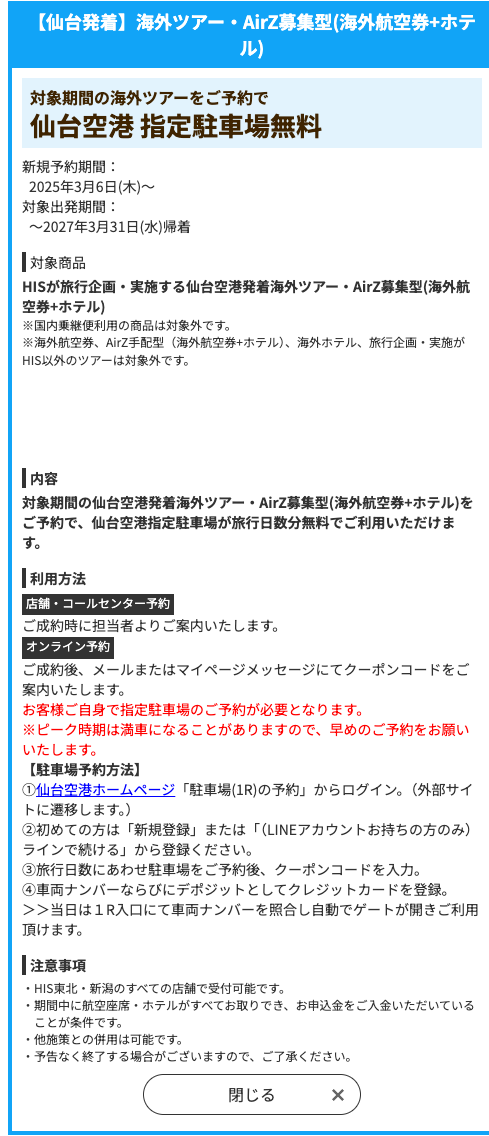 【仙台発着】海外ツアー・AirZ募集型(海外航空券+ホテ
ル)
対象期間の海外ツアーをご予約で
仙台空港 指定駐車場無料
新規予約期間：
2025年3月6日(木)～
対象出発期間：
～2027年3月31日(水)帰着
対象商品
HISが旅行企画・実施する仙台空港発着海外ツアー・AirZ募集型(海外航
空券+ホテル)
※国内乗継便利用の商品は対象外です。
※海外航空券、AirZ手配型（海外航空券+ホテル）、海外ホテル、旅行企画・実施が
HIS以外のツアーは対象外です。
内容
対象期間の仙台空港発着海外ツアー・AirZ募集型(海外航空券+ホテル)を
ご予約で、仙台空港指定駐車場が旅行日数分無料でご利用いただけま
す。
利用方法
店舗・コールセンター予約
ご成約時に担当者よりご案内いたします。
オンライン予約
ご成約後、メールまたはマイページメッセージにてクーポンコードをご
案内いたします。
お客様ご自身で指定駐車場のご予約が必要となります。
※ピーク時期は満車になることがありますので、早めのご予約をお願い
いたします。
【駐車場予約方法】
①仙台空港ホームページ「駐車場(1R)の予約」からログイン。（外部サイ
トに遷移します。）
②初めての方は「新規登録」または「（LINEアカウントお持ちの方のみ）
ラインで続ける」から登録ください。
③旅行日数にあわせ駐車場をご予約後、クーポンコードを入力。
④車両ナンバーならびにデポジットとしてクレジットカードを登録。
＞＞当日は１R入口にて車両ナンバーを照合し自動でゲートが開きご利用
頂けます。
注意事項
・HIS東北・新潟のすべての店舗で受付可能です。
・期間中に航空座席・ホテルがすべてお取りでき、お申込金をご入金いただいている
ことが条件です。
・他施策との併用は可能です。
・予告なく終了する場合がございますので、ご了承ください。
閉じる ×